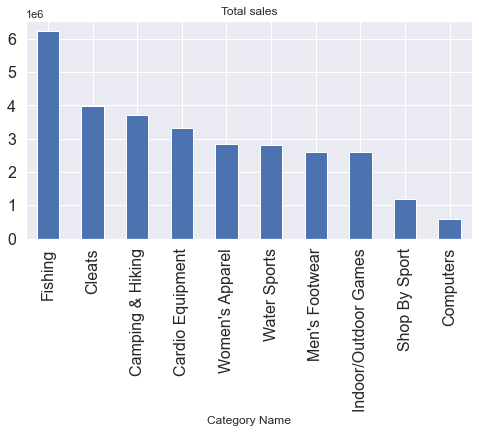 Total sales
1e6
6
5
4
3
2
1
0
Fishing
Cleats
Camping & Hiking
Cardio Equipment
Women's Apparel
Water Sports
Men's Footwear
Indoor/Outdoor Games
Shop By Sport
Computers
Category Name